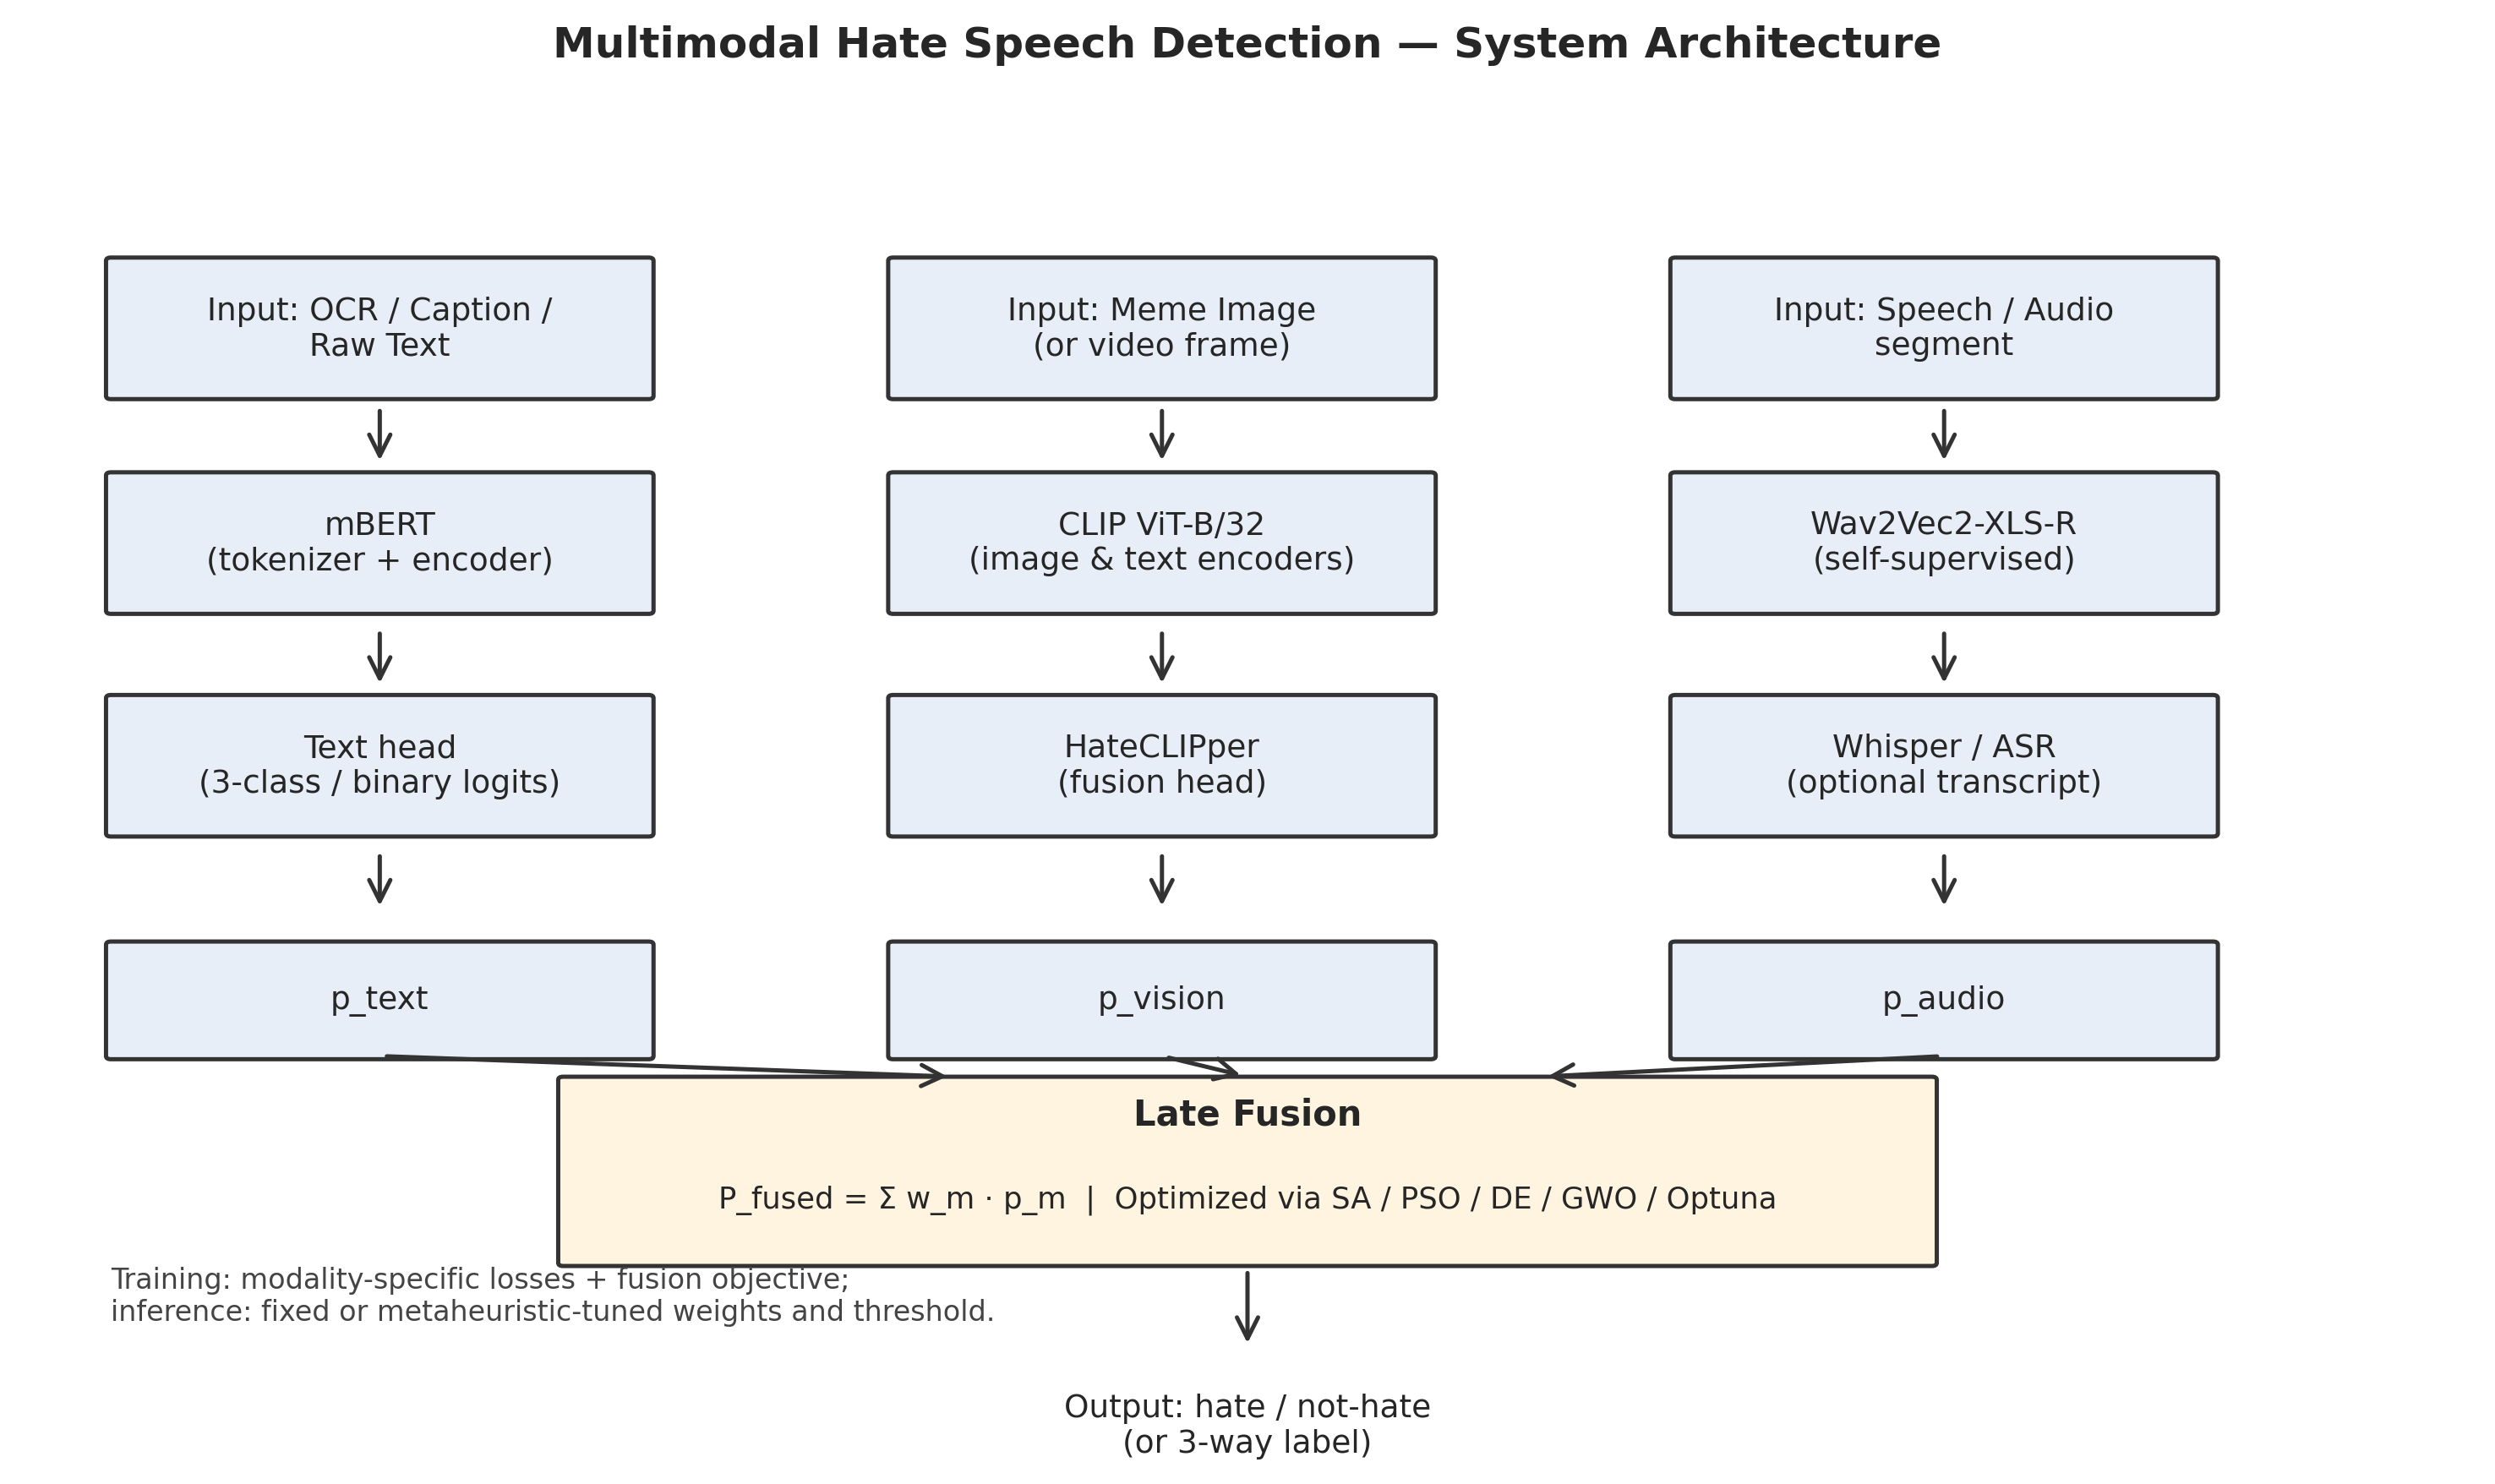 Multimodal Hate Speech Detection — System Architecture
Input: OCR / Caption /
Raw Text
Input: Meme Image
(or video frame)
Input: Speech / Audio
segment
mBERT
(tokenizer + encoder)
CLIP ViT-B/32
(image & text encoders)
Wav2Vec2-XLS-R
(self-supervised)
Text head
(3-class / binary logits)
HateCLIPper
(fusion head)
Whisper / ASR
(optional transcript)
p_text
p_vision
p_audio
Late Fusion
P_fused = Σ w_m · p_m | Optimized via SA / PSO / DE / GWO / Optuna
Training: modality-specific losses + fusion objective;
inference: fixed or metaheuristic-tuned weights and threshold.
Output: hate / not-hate
(or 3-way label)